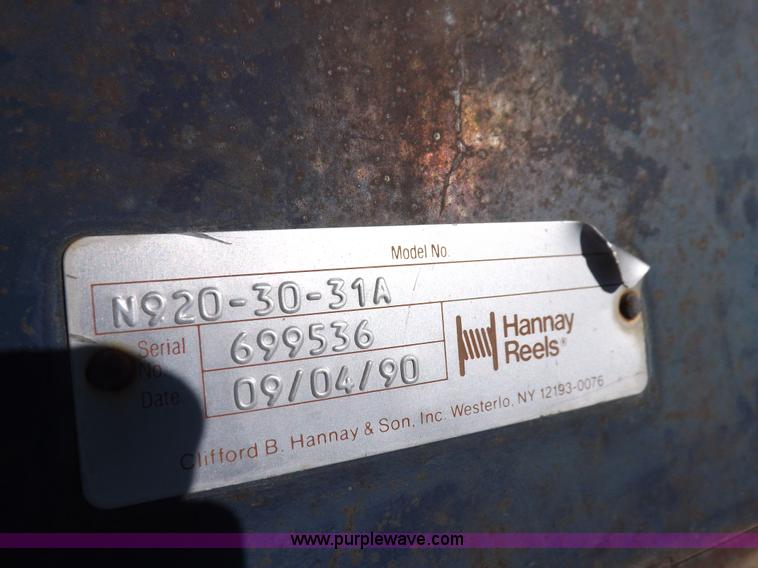 Model No.
N920-30-31A
Serial No. 699536
Date 09/04/90
Hannay Reels®
Clifford B. Hannay & Son, Inc. Westerlo, NY 12193-0076
www.purplewave.com